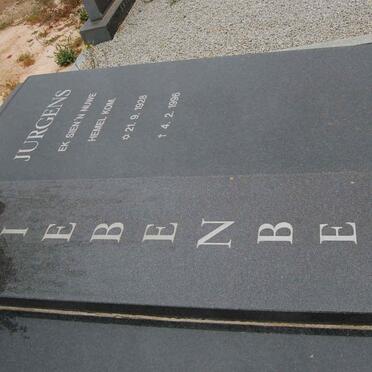 JURGENS
EK SIEN 'N NUWE
HEMEL KOM
✡ 21. 9. 1928
† 4. 2. 1996
IEBENBE